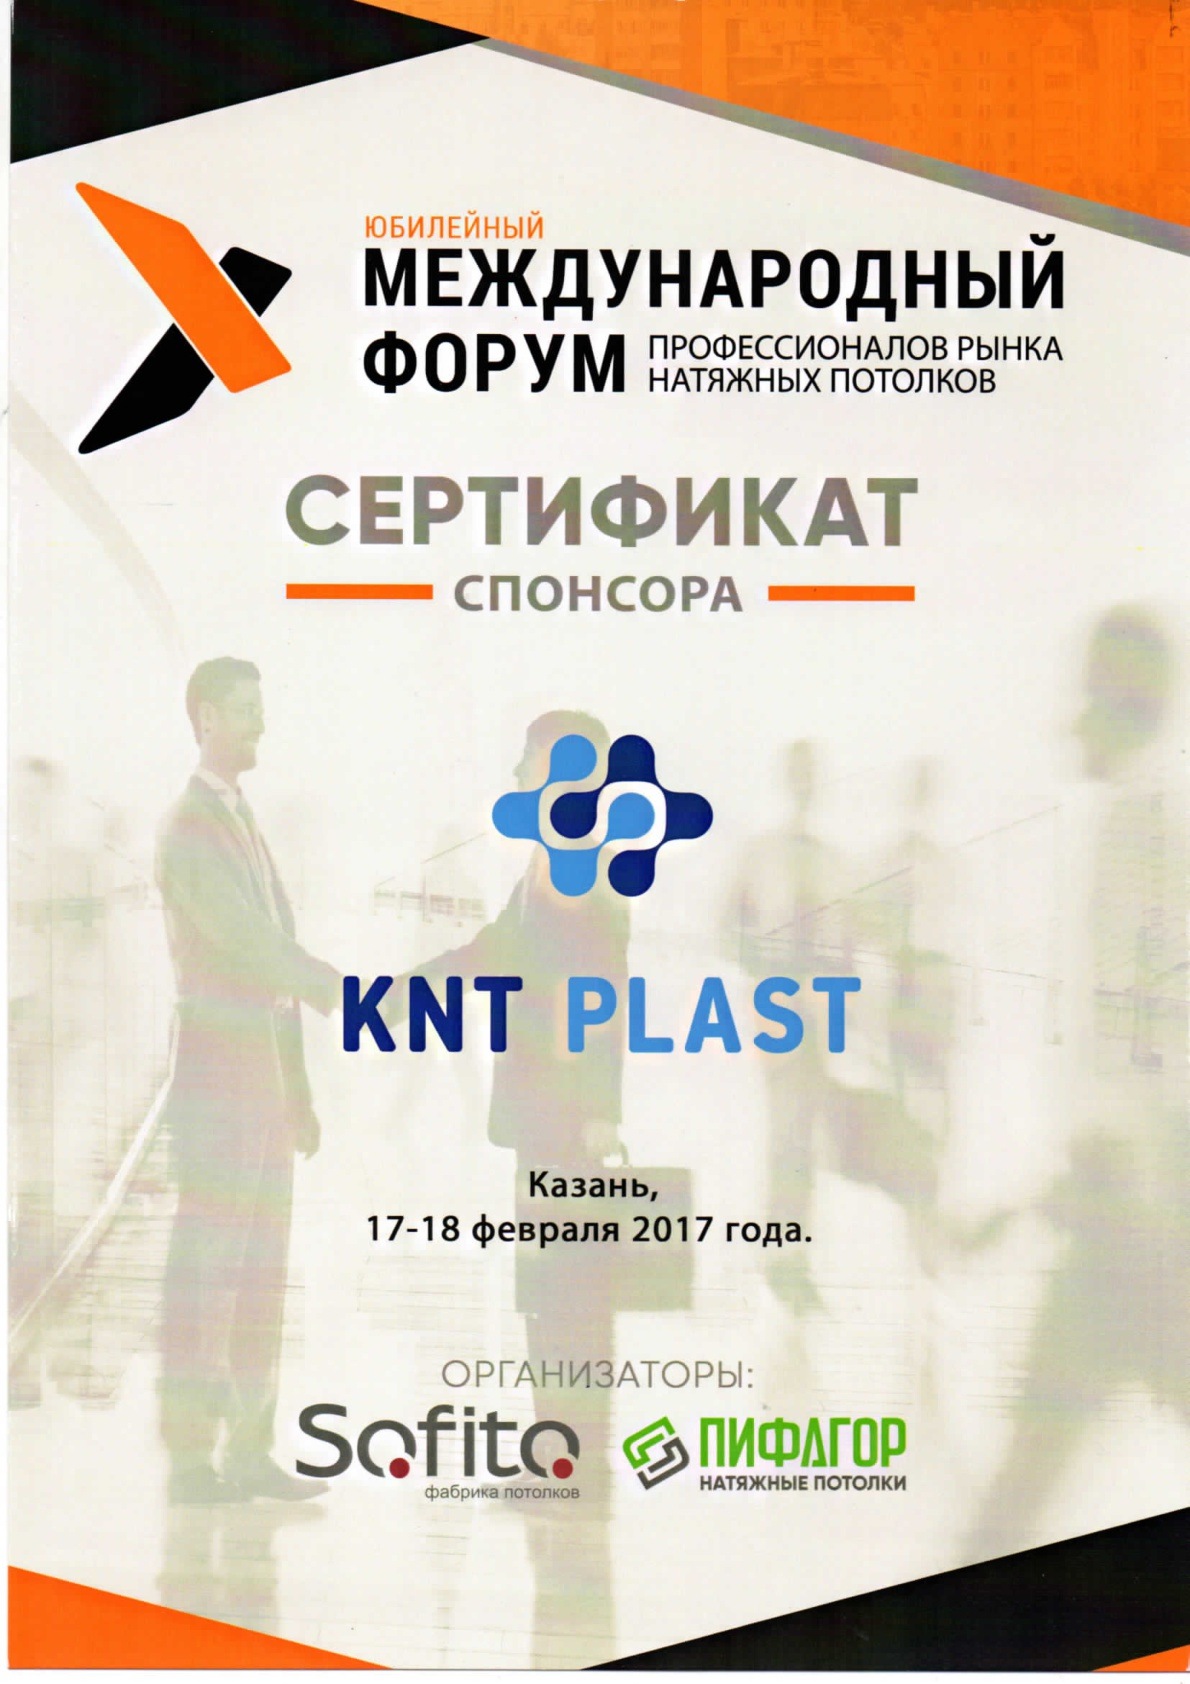 ЮБИЛЕЙНЫЙ
МЕЖДУНАРОДНЫЙ
ФОРУМ ПРОФЕССИОНАЛОВ РЫНКА
НАТЯЖНЫХ ПОТОЛКОВ
СЕРТИФИКАТ
СПОНСОРА
KNT PLAST
Казань,
17-18 февраля 2017 года.
ОРГАНИЗАТОРЫ:
Sofito
фабрика потолков
ПИФАГОР
НАТЯЖНЫЕ ПОТОЛКИ